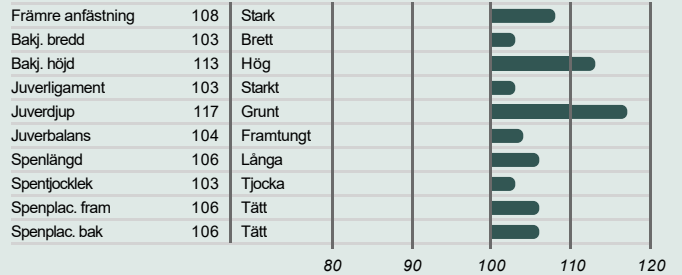 Främre anfästning 108 Stark
Bakj. bredd 103 Brett
Bakj. höjd 113 Hög
Juverligament 103 Starkt
Juverdjup 117 Grunt
Juverbalans 104 Framtungt
Spenlängd 106 Långa
Spentjocklek 103 Tjocka
Spenplac. fram 106 Tätt
Spenplac. bak 106 Tätt
80 90 100 110 120